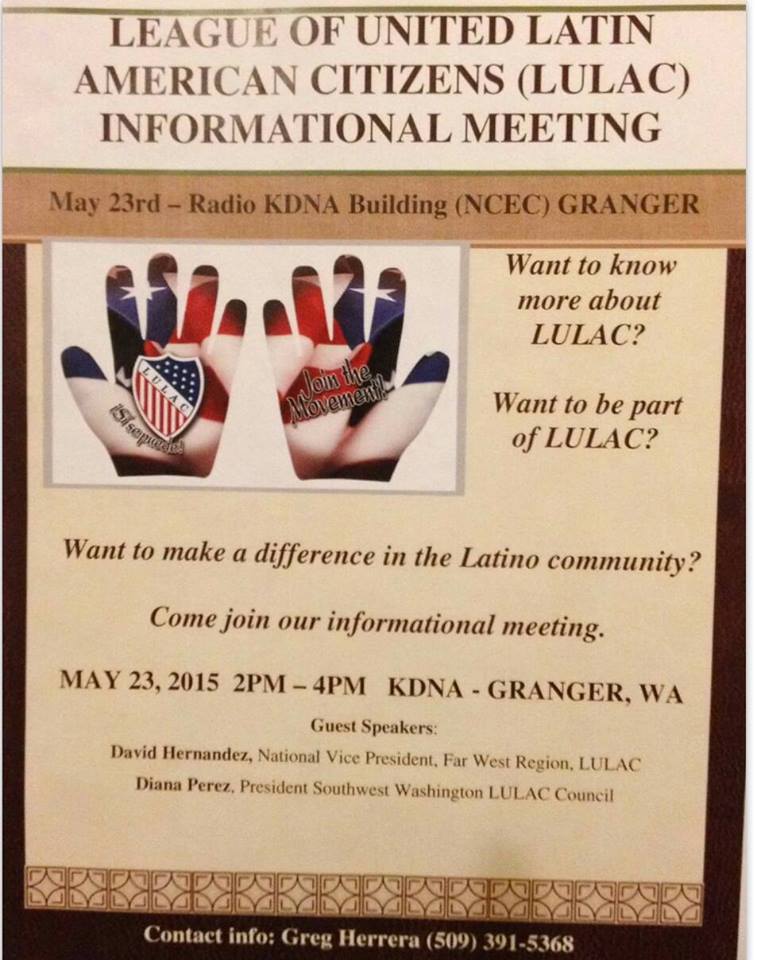 LEAGUE OF UNITED LATIN
AMERICAN CITIZENS (LULAC)
INFORMATIONAL MEETING
May 23rd – Radio KDNA Building (NCEC) GRANGER
LULAC
¡Si se puede!
Join the
Movement!
Want to know
more about
LULAC?
Want to be part
of LULAC?
Want to make a difference in the Latino community?
Come join our informational meeting.
MAY 23, 2015 2PM – 4PM KDNA - GRANGER, WA
Guest Speakers:
David Hernandez, National Vice President, Far West Region, LULAC
Diana Perez, President Southwest Washington LULAC Council
Contact info: Greg Herrera (509) 391-5368